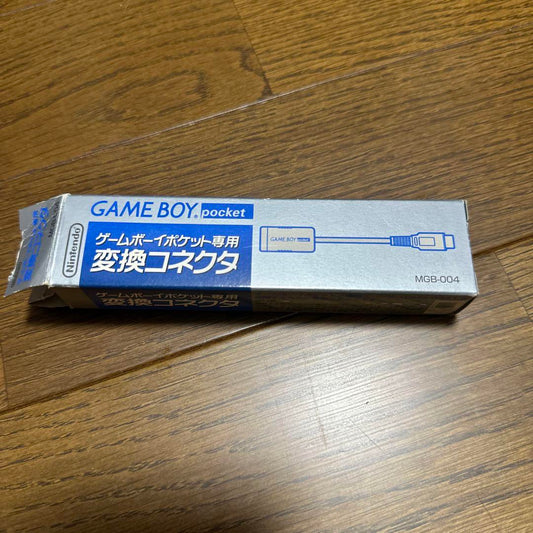 GAME BOY® pocket
Nintendo®
ゲームボーイポケット専用
変換コネクタ
GAME BOY pocket
MGB-004
ゲームボーイポケット専用
変換コネクタ